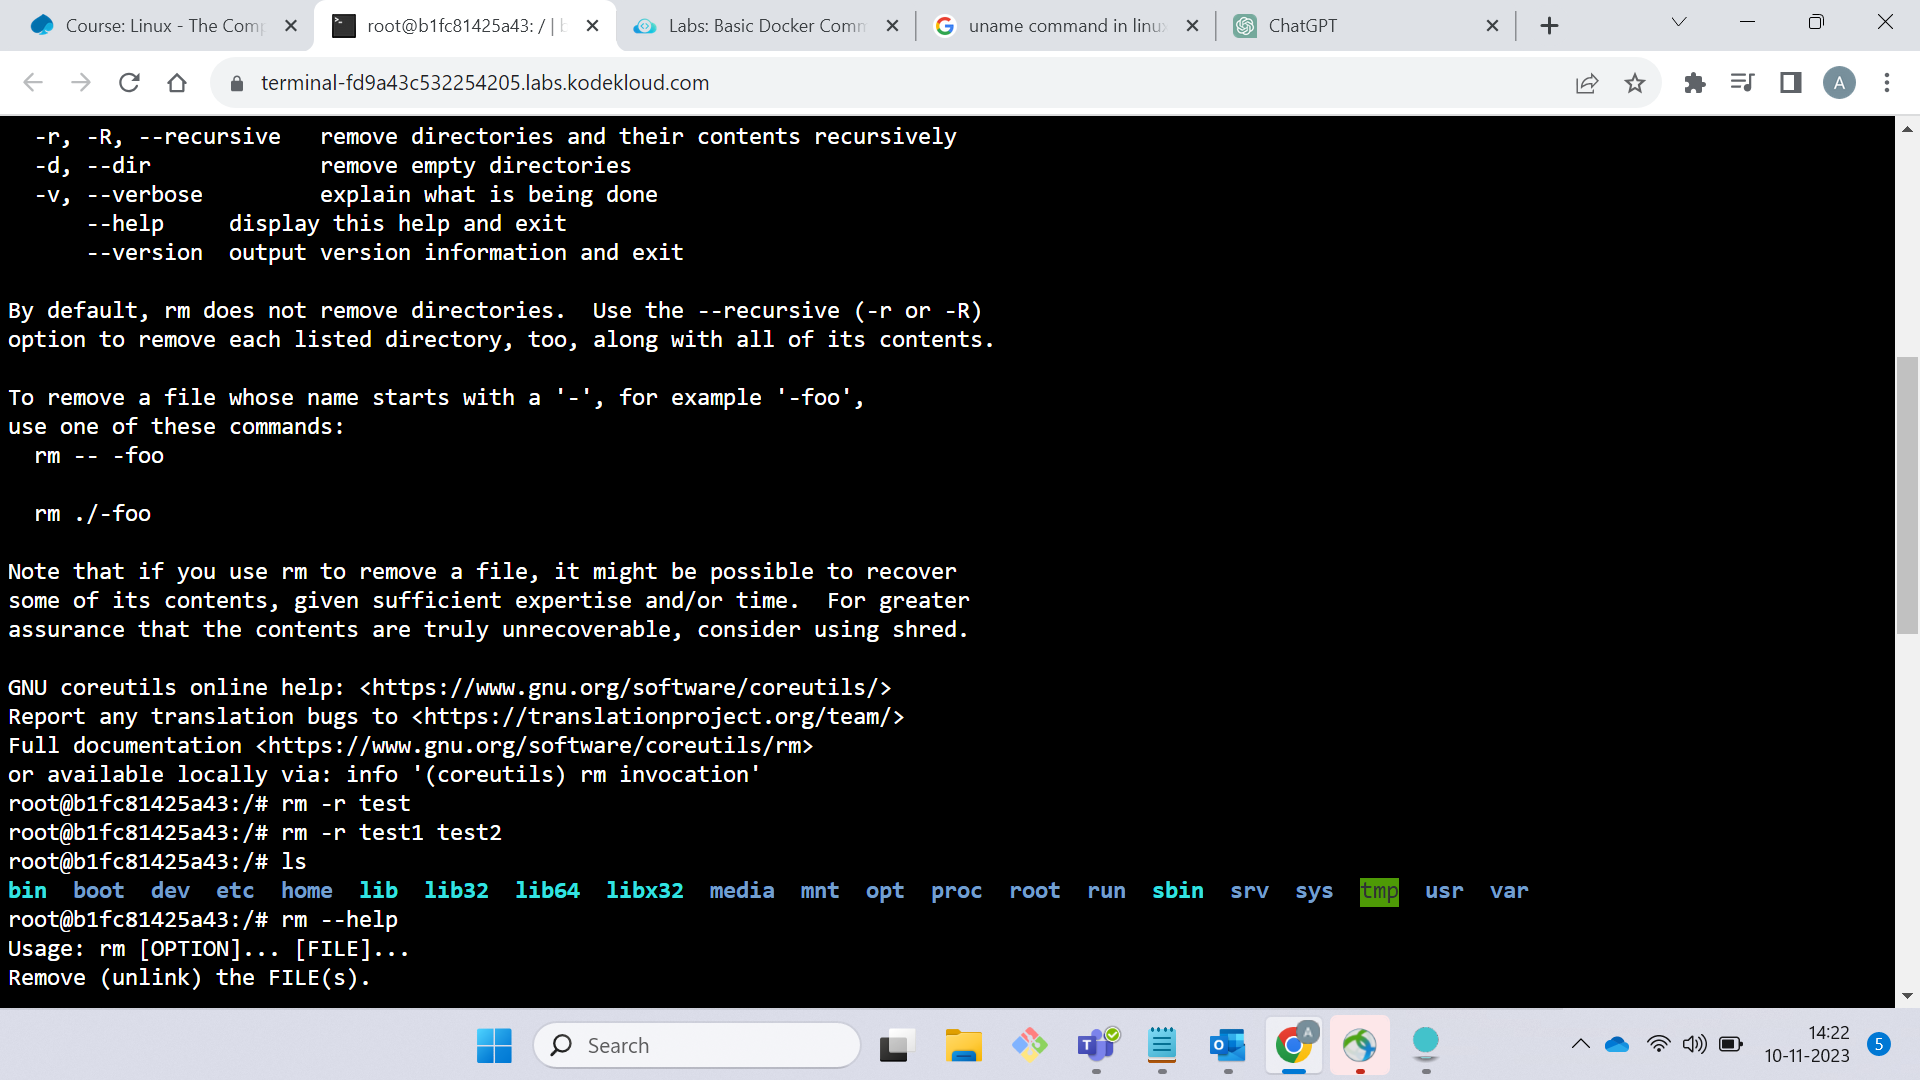 Course: Linux - The Comp
root@b1fc81425a43: / | b
Labs: Basic Docker Comm
uname command in linux
ChatGPT
terminal-fd9a43c532254205.labs.kodekloud.com
A
  -r, -R, --recursive   remove directories and their contents recursively
  -d, --dir             remove empty directories
  -v, --verbose         explain what is being done
      --help     display this help and exit
      --version  output version information and exit
By default, rm does not remove directories.  Use the --recursive (-r or -R)
option to remove each listed directory, too, along with all of its contents.
To remove a file whose name starts with a '-', for example '-foo',
use one of these commands:
  rm -- -foo
  rm ./-foo
Note that if you use rm to remove a file, it might be possible to recover
some of its contents, given sufficient expertise and/or time.  For greater
assurance that the contents are truly unrecoverable, consider using shred.
GNU coreutils online help: <https://www.gnu.org/software/coreutils/>
Report any translation bugs to <https://translationproject.org/team/>
Full documentation <https://www.gnu.org/software/coreutils/rm>
or available locally via: info '(coreutils) rm invocation'
root@b1fc81425a43:/# rm -r test
root@b1fc81425a43:/# rm -r test1 test2
root@b1fc81425a43:/# ls
bin  boot  dev  etc  home  lib  lib32  lib64  libx32  media  mnt  opt  proc  root  run  sbin  srv  sys  tmp  usr  var
root@b1fc81425a43:/# rm --help
Usage: rm [OPTION]... [FILE]...
Remove (unlink) the FILE(s).
Search
T
O
A
14:22
10-11-2023
5